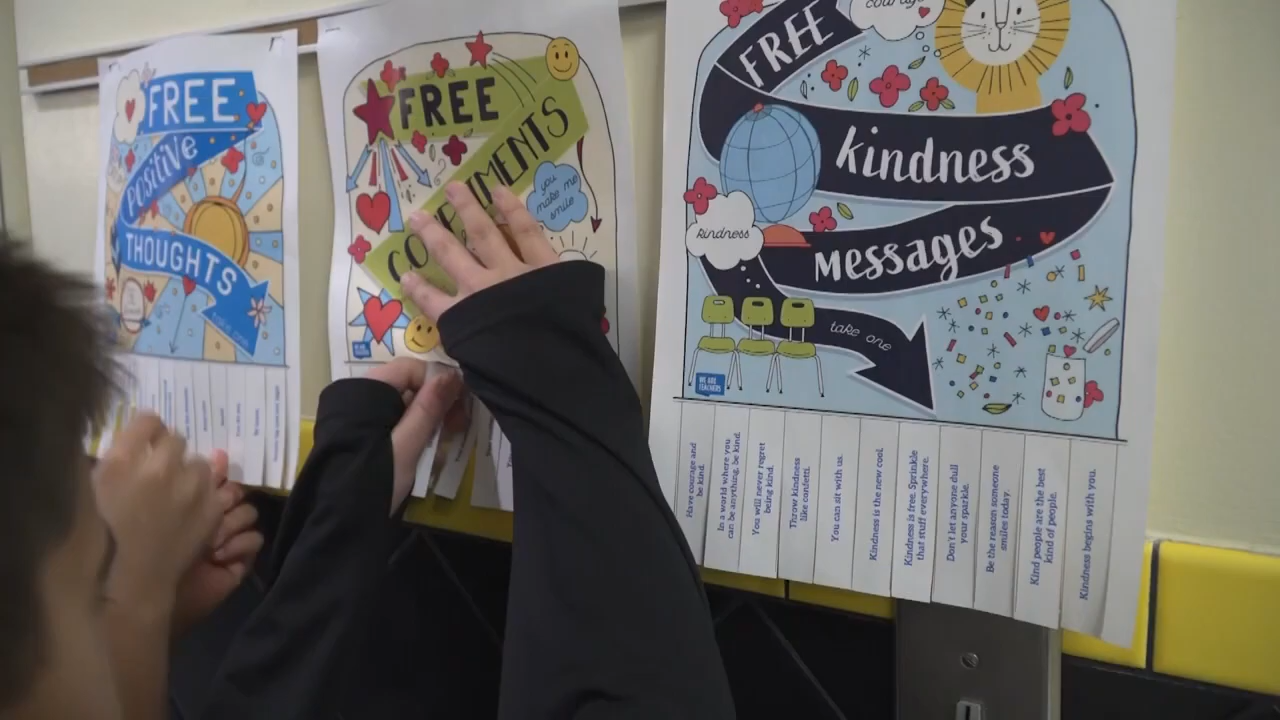 FREE
Positive
THOUGHTS
FREE
COMPLIMENTS
you
make me
smile
courage
FREE
kindness
kindness
Messages
take one
WE ARE
TEACHERS
Have courage and
be kind.
In a world where you
can be anything, be kind.
You will never regret
being kind.
Throw kindness
like confetti.
You can sit with us.
Kindness is the new cool.
Kindness is free. Sprinkle
that stuff everywhere.
Don't let anyone dull
your sparkle.
Be the reason someone
smiles today.
Kind people are the best
kind of people.
Kindness begins with you.